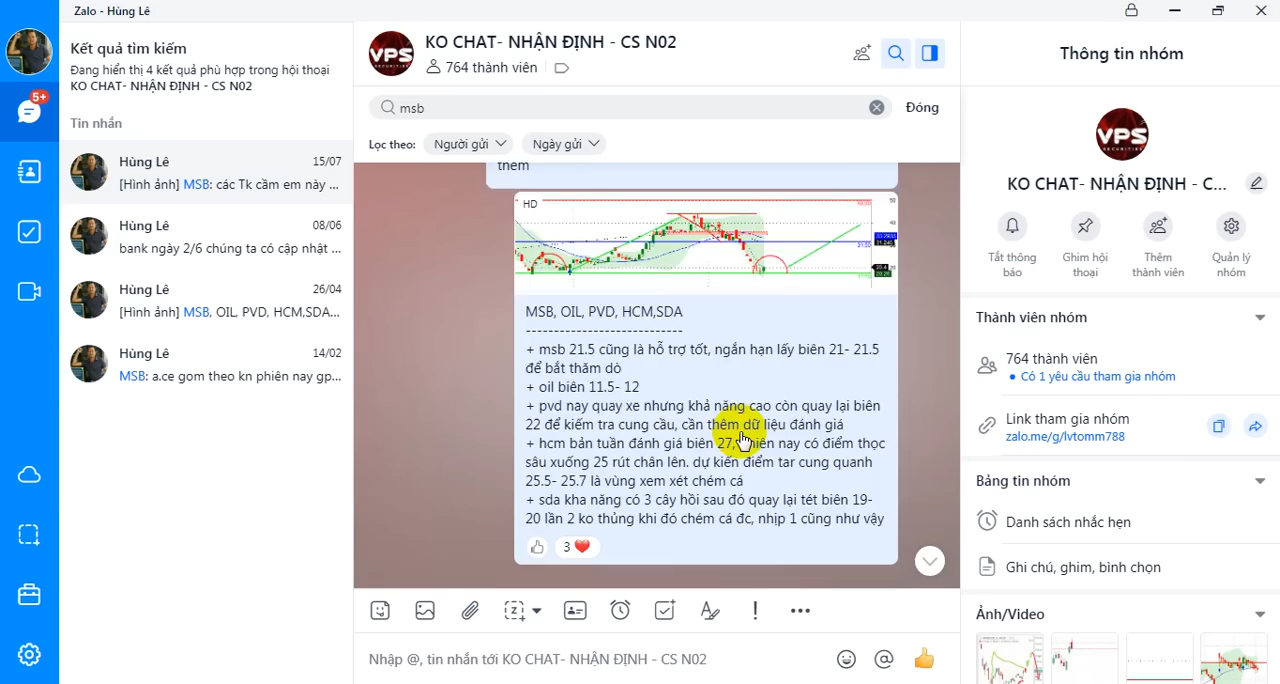 Zalo - Hùng Lê
5+
Kết quả tìm kiếm
Đang hiển thị 4 kết quả phù hợp trong hội thoại
KO CHAT- NHẬN ĐỊNH - CS N02
Tin nhắn
Hùng Lê 15/07
[Hình ảnh] MSB: các Tk cầm em này ...
Hùng Lê 08/06
bank ngày 2/6 chúng ta có cập nhật ...
Hùng Lê 26/04
[Hình ảnh] MSB, OIL, PVD, HCM,SDA...
Hùng Lê 14/02
MSB: a.ce gom theo kn phiên nay gp...
VPS
SECURITIES
KO CHAT- NHẬN ĐỊNH - CS N02
764 thành viên
msb
Đóng
Lọc theo: Người gửi Ngày gửi
thêm
HD
MSB, OIL, PVD, HCM,SDA
----------------------------
+ msb 21.5 cũng là hỗ trợ tốt, ngắn hạn lấy biên 21- 21.5
để bắt thăm dò
+ oil biên 11.5- 12
+ pvd nay quay xe nhưng khả năng cao còn quay lại biên
22 để kiếm tra cung cầu, cần thêm dữ liệu đánh giá
+ hcm bản tuần đánh giá biên 27, phiên nay có điểm thọc
sâu xuống 25 rút chân lên. dự kiến điểm tar cung quanh
25.5- 25.7 là vùng xem xét chém cá
+ sda kha năng có 3 cây hồi sau đó quay lại tét biên 19-
20 lần 2 ko thủng khi đó chém cá đc, nhịp 1 cũng như vậy
3
Nhập @, tin nhắn tới KO CHAT- NHẬN ĐỊNH - CS N02
Thông tin nhóm
VPS
SECURITIES
KO CHAT- NHẬN ĐỊNH - C...
Tắt thông báo
Ghim hội thoại
Thêm thành viên
Quản lý nhóm
Thành viên nhóm
764 thành viên
Có 1 yêu cầu tham gia nhóm
Link tham gia nhóm
zalo.me/g/lvtomm788
Bảng tin nhóm
Danh sách nhắc hẹn
Ghi chú, ghim, bình chọn
Ảnh/Video